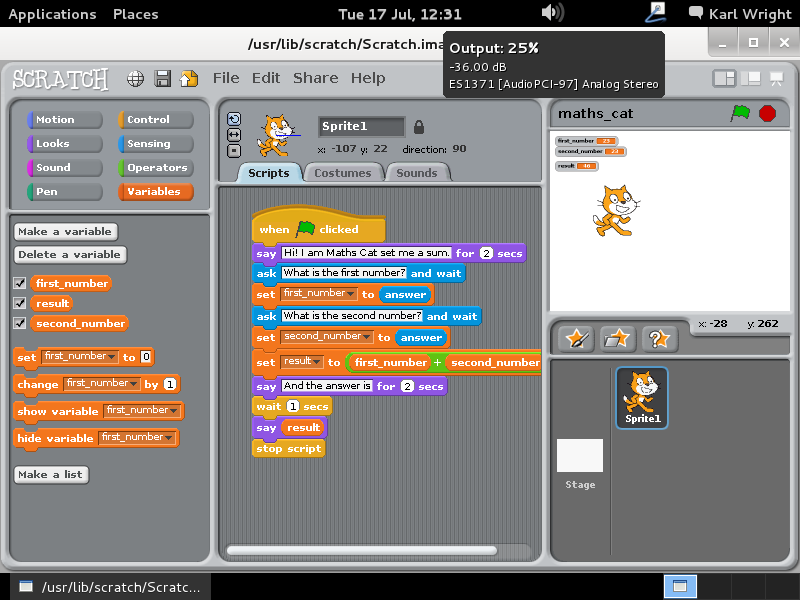 Applications Places Tue 17 Jul, 12:31 Karl Wright
/usr/lib/scratch/Scratch.ima
Output: 25%
-36.00 dB
ES1371 [AudioPCI-97] Analog Stereo
SCRATCH File Edit Share Help
Motion Control
Looks Sensing
Sound Operators
Pen Variables
Make a variable
Delete a variable
first_number
result
second_number
set first_number to 0
change first_number by 1
show variable first_number
hide variable first_number
Make a list
Sprite1
x: -107 y: 22 direction: 90
Scripts Costumes Sounds
when clicked
say Hi! I am Maths Cat set me a sum. for 2 secs
ask What is the first number? and wait
set first_number to answer
ask What is the second number? and wait
set second_number to answer
set result to first_number + second_number
say And the answer is for 2 secs
wait 1 secs
say result
stop script
maths_cat
first_number
second_number
result
x: -28 y: 262
Sprite1
Stage
/usr/lib/scratch/Scratc...